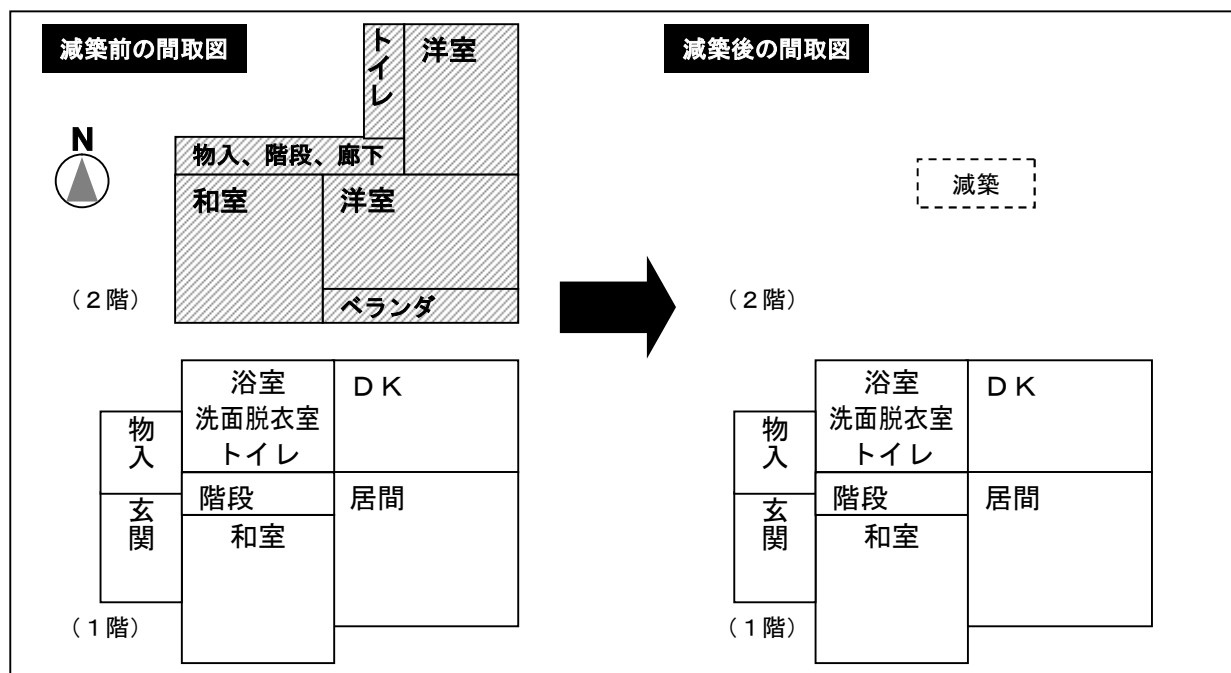 減築前の間取図
N
トイレ
洋室
物入、階段、廊下
和室
洋室
ベランダ
（２階）
浴室
洗面脱衣室
トイレ
ＤＫ
物入
階段
居間
玄関
和室
（１階）
減築後の間取図
減築
（２階）
浴室
洗面脱衣室
トイレ
ＤＫ
物入
階段
居間
玄関
和室
（１階）